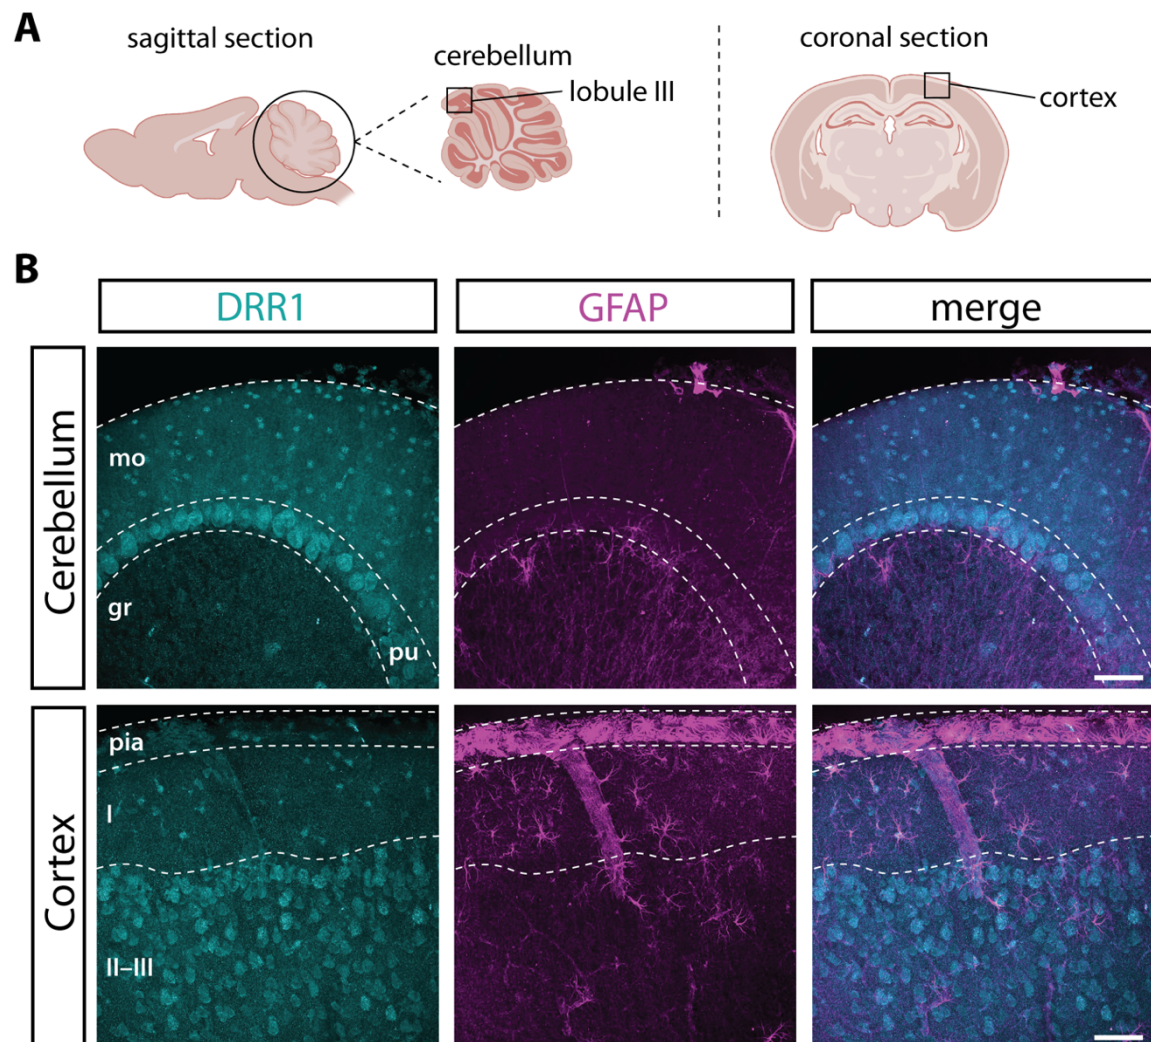 A
sagittal section
cerebellum
lobule III
coronal section
cortex
B
DRR1
GFAP
merge
Cerebellum
mo
gr
pu
Cortex
pia
I
II–III